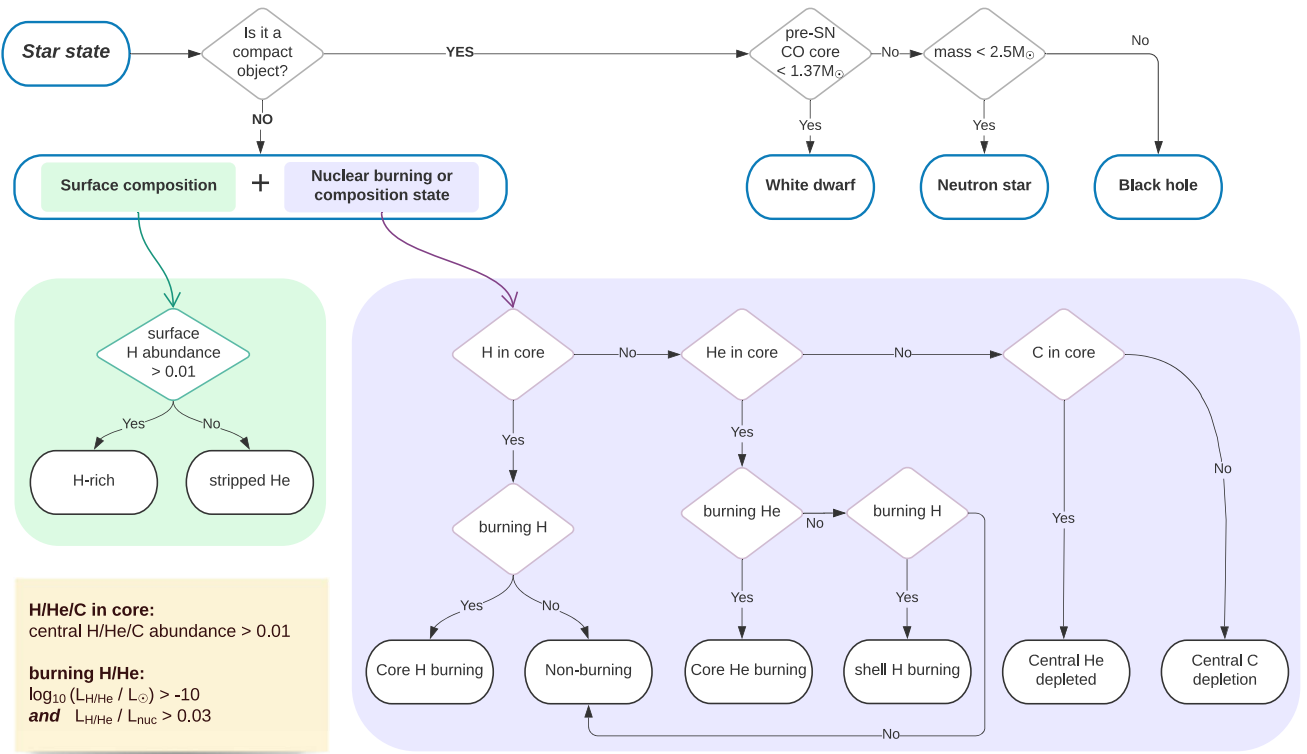 Star state
Is it a
compact
object?
YES
pre-SN
CO core
< 1.37M☉
No
mass < 2.5M☉
No
NO
Yes
Yes
Surface composition
+
Nuclear burning or
composition state
White dwarf
Neutron star
Black hole
surface
H abundance
> 0.01
Yes
No
H-rich
stripped He
H in core
No
He in core
No
C in core
Yes
Yes
No
burning H
burning He
No
burning H
Yes
Yes
No
Yes
Yes
Core H burning
Non-burning
Core He burning
shell H burning
Central He
depleted
Central C
depletion
No
H/He/C in core:
central H/He/C abundance > 0.01
burning H/He:
log₁₀ (L_H/He / L☉) > -10
and L_H/He / L_nuc > 0.03